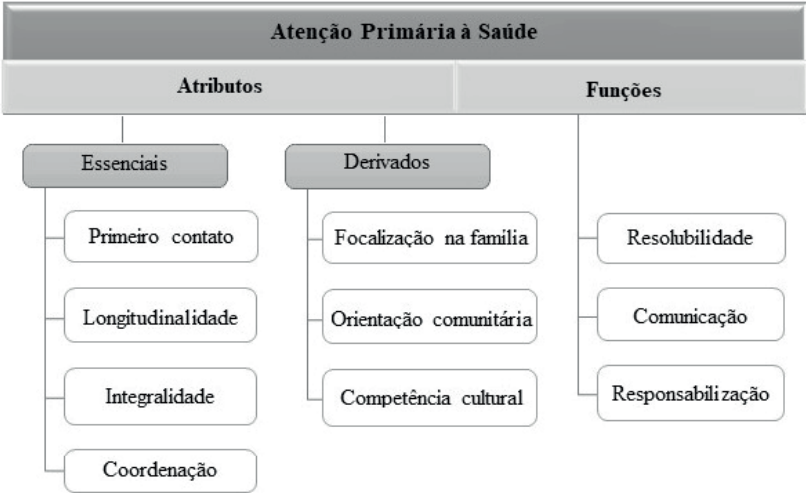 Atenção Primária à Saúde
Atributos
Funções
Essenciais
Derivados
Primeiro contato
Longitudinalidade
Integralidade
Coordenação
Focalização na família
Orientação comunitária
Competência cultural
Resolubilidade
Comunicação
Responsabilização